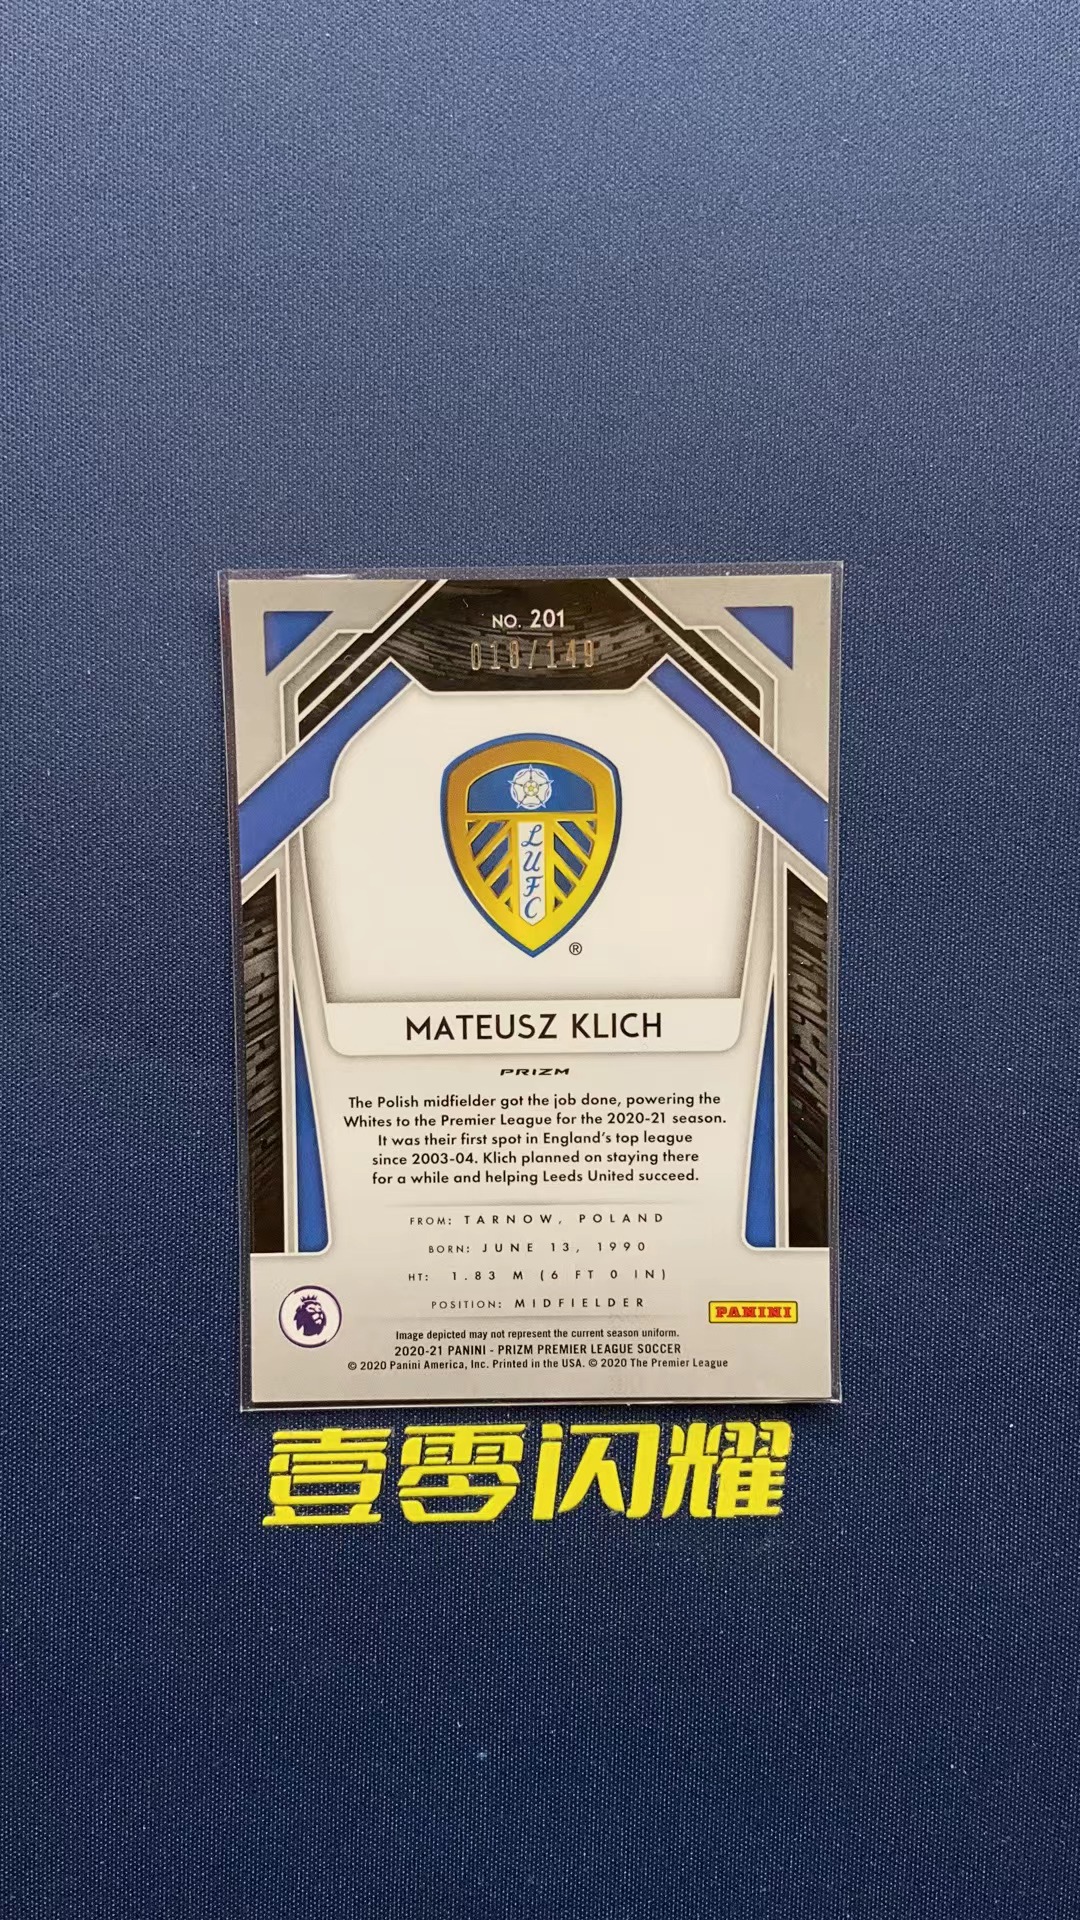 NO. 201
018/149
LUFC
®
MATEUSZ KLICH
PRIZM
The Polish midfielder got the job done, powering the
Whites to the Premier League for the 2020-21 season.
It was their first spot in England's top league
since 2003-04. Klich planned on staying there
for a while and helping Leeds United succeed.
FROM: TARNOW, POLAND
BORN: JUNE 13, 1990
HT: 1.83 M (6 FT 0 IN)
POSITION: MIDFIELDER
PANINI
Image depicted may not represent the current season uniform.
2020-21 PANINI - PRIZM PREMIER LEAGUE SOCCER
© 2020 Panini America, Inc. Printed in the USA. © 2020 The Premier League
壹零闪耀